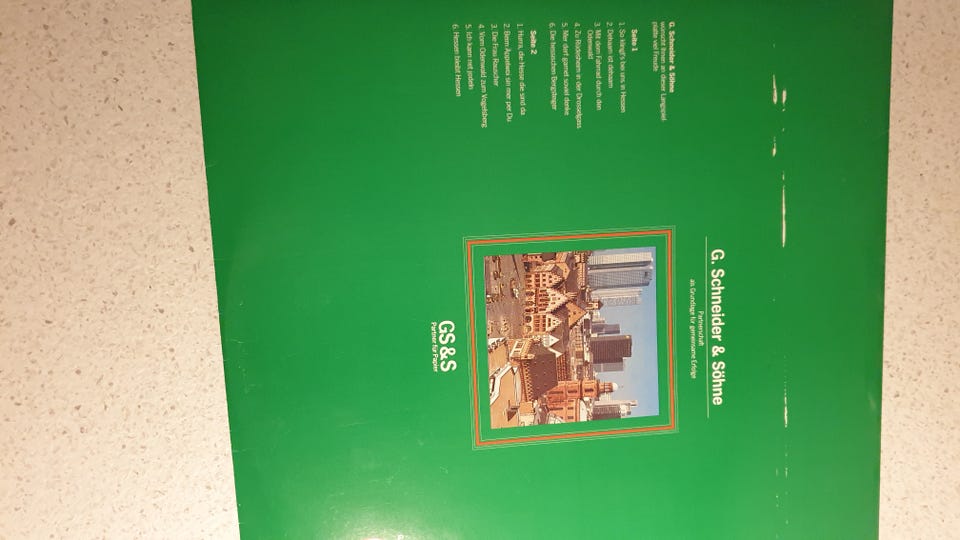 G. Schneider & Söhne
wünscht Ihnen an dieser Langspiel
platte viel Freude
Seite 1
1. So klingt's bei uns in Hessen
2. Dehaam ist dehaam
3. Mit dem Fahrrad durch den
Odenwald
4. Zu Rüdesheim in der Drosselgass
5. Mer derf garnet soviel denke
6. Die hessischen Bergsänger
Seite 2
1. Hurra, die Hesse die sind da
2. Beim Äppelwoi sin mer per Du
3. Die Frau Rauscher
4. Vom Odenwald zum Vogelsberg
5. Ich kann net jodeln
6. Hessen bleibt Hessen
G. Schneider & Söhne
Partnerschaft
als Grundlage für gemeinsame Erfolge
GS&S
Partner für Papier